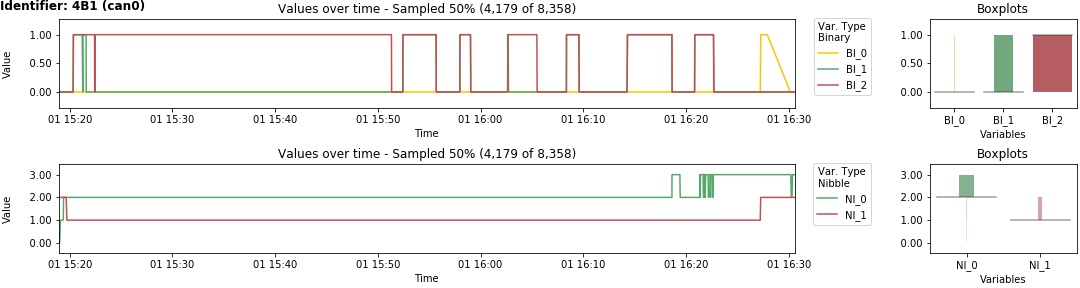 Identifier: 4B1 (can0)
Values over time - Sampled 50% (4,179 of 8,358)
Boxplots
Value
1.00
0.50
0.00
01 15:20 01 15:30 01 15:40 01 15:50 01 16:00 01 16:10 01 16:20 01 16:30
Time
Var. Type
Binary
BI_0
BI_1
BI_2
BI_0 BI_1 BI_2
Variables
1.00
0.50
0.00
Values over time - Sampled 50% (4,179 of 8,358)
Boxplots
Value
3.00
2.00
1.00
0.00
01 15:20 01 15:30 01 15:40 01 15:50 01 16:00 01 16:10 01 16:20 01 16:30
Time
Var. Type
Nibble
NI_0
NI_1
3.00
2.00
1.00
0.00
NI_0 NI_1
Variables